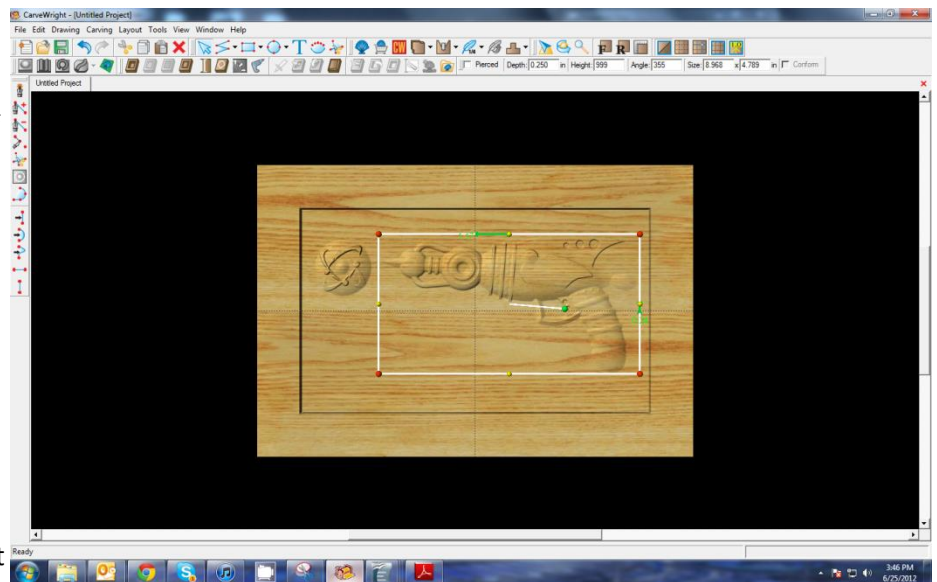 CarveWright - [Untitled Project]
File Edit Drawing Carving Layout Tools View Window Help
CW
T
F R
Pierced Depth: 0.250 in Height: 999 Angle: 355 Size: 8.968 x 4.789 in Conform
Untitled Project
t Ready
3:46 PM
6/25/2012